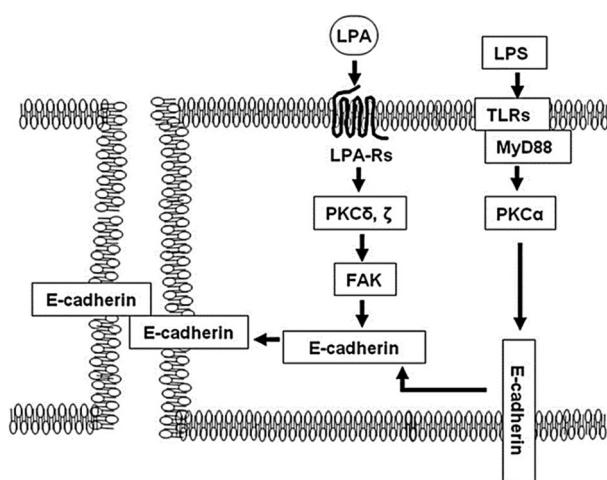 LPA
LPS
TLRs
MyD88
LPA-Rs
PKCδ, ζ
PKCα
FAK
E-cadherin
E-cadherin
E-cadherin
E-cadherin